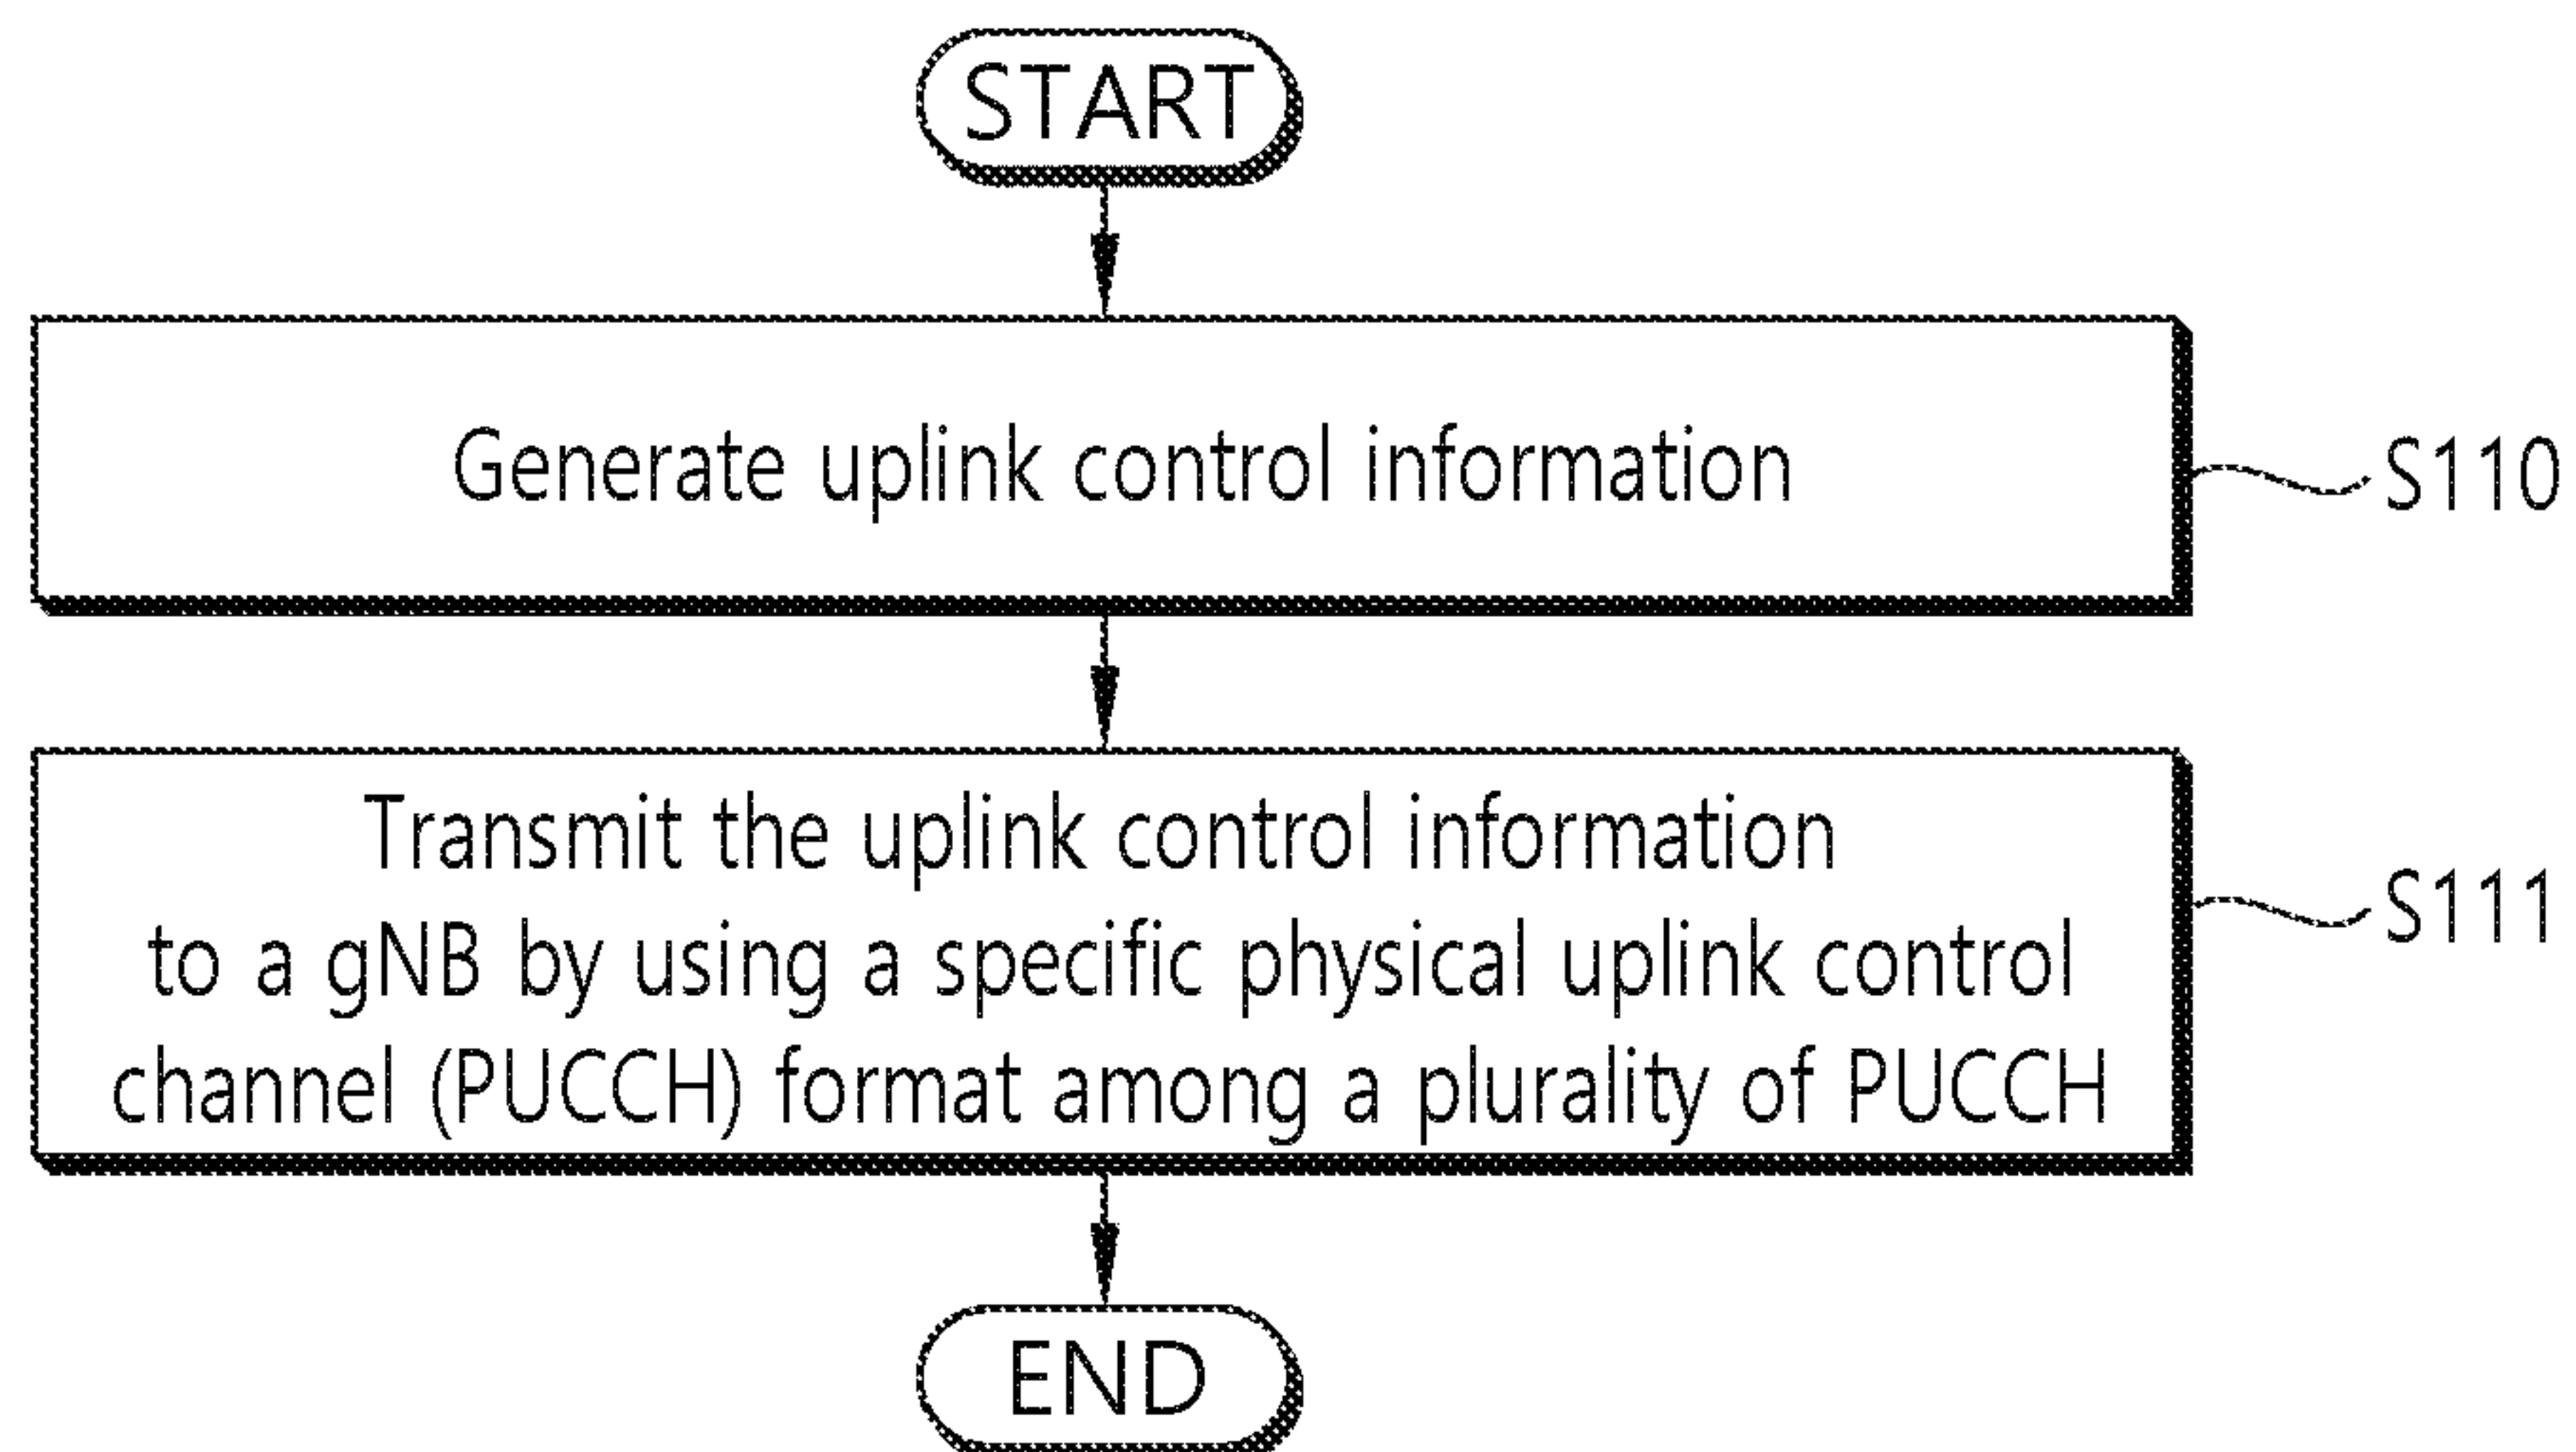 START
Generate uplink control information
S110
Transmit the uplink control information
to a gNB by using a specific physical uplink control
channel (PUCCH) format among a plurality of PUCCH
S111
END